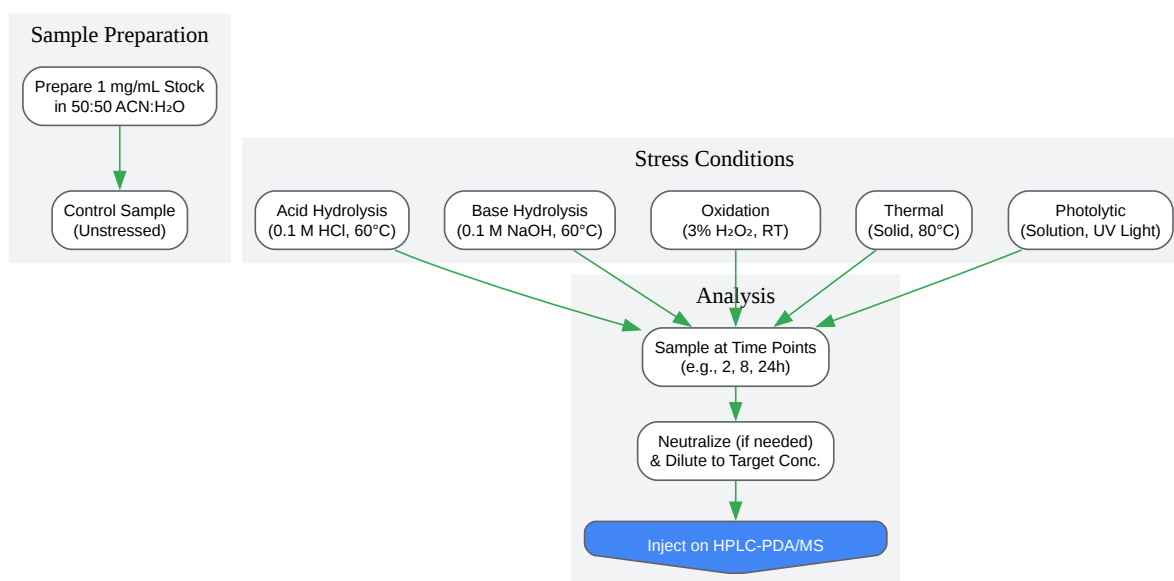 Sample Preparation
Prepare 1 mg/mL Stock
in 50:50 ACN:H₂O
Control Sample
(Unstressed)
Stress Conditions
Acid Hydrolysis
(0.1 M HCl, 60°C)
Base Hydrolysis
(0.1 M NaOH, 60°C)
Oxidation
(3% H₂O₂, RT)
Thermal
(Solid, 80°C)
Photolytic
(Solution, UV Light)
Analysis
Sample at Time Points
(e.g., 2, 8, 24h)
Neutralize (if needed)
& Dilute to Target Conc.
Inject on HPLC-PDA/MS